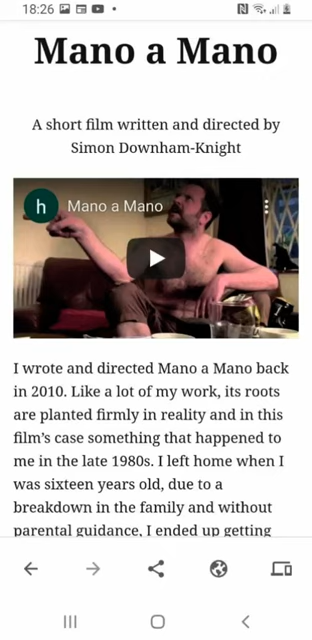 18:26
Mano a Mano
A short film written and directed by
Simon Downham-Knight
h Mano a Mano
I wrote and directed Mano a Mano back
in 2010. Like a lot of my work, its roots
are planted firmly in reality and in this
film’s case something that happened to
me in the late 1980s. I left home when I
was sixteen years old, due to a
breakdown in the family and without
parental guidance, I ended up getting